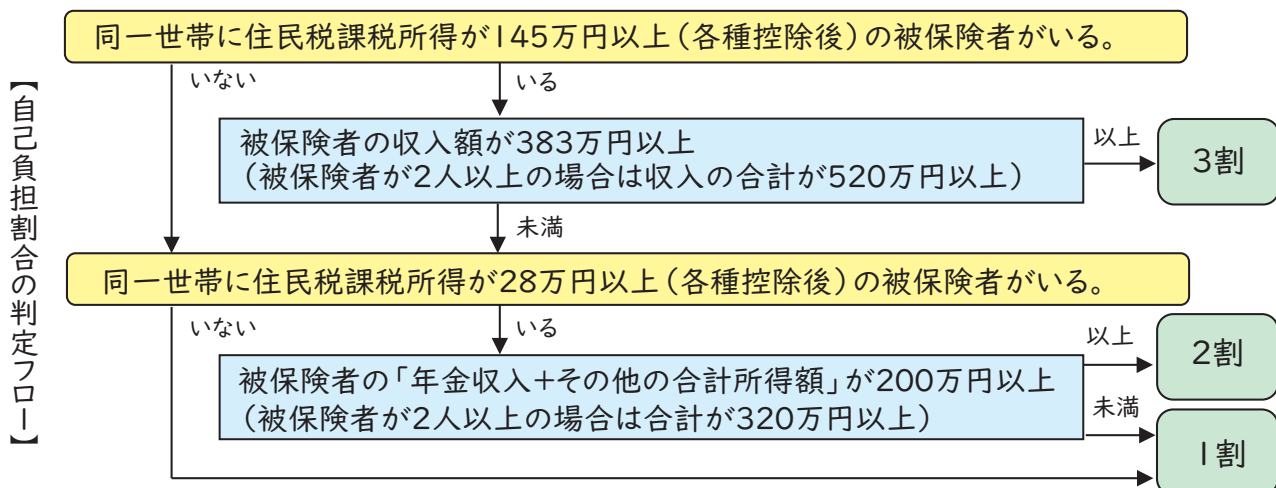 【自己負担割合の判定フロー】
同一世帯に住民税課税所得が145万円以上（各種控除後）の被保険者がいる。
いない
いる
被保険者の収入額が383万円以上
（被保険者が2人以上の場合は収入の合計が520万円以上）
以上
3割
未満
同一世帯に住民税課税所得が28万円以上（各種控除後）の被保険者がいる。
いない
いる
被保険者の「年金収入+その他の合計所得額」が200万円以上
（被保険者が2人以上の場合は合計が320万円以上）
以上
2割
未満
1割